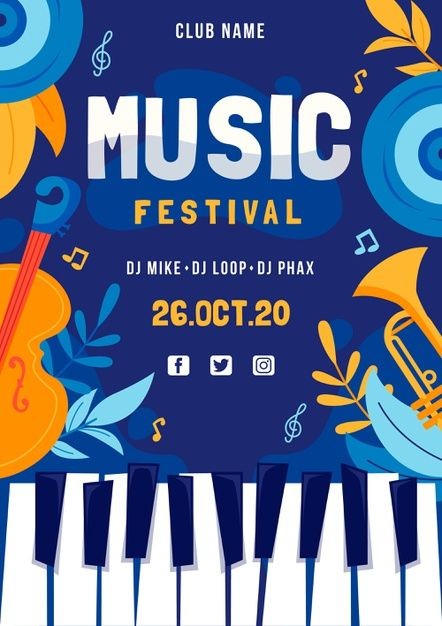 CLUB NAME
MUSIC
FESTIVAL
DJ MIKE•DJ LOOP•DJ PHAX
26.OCT.20